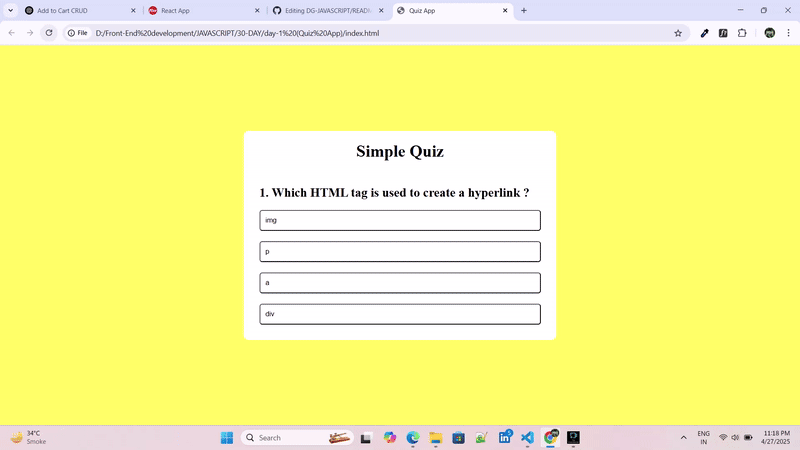 Add to Cart CRUD
React App
Editing DG-JAVASCRIPT/READM
Quiz App
File
D:/Front-End%20development/JAVASCRIPT/30-DAY/day-1%20(Quiz%20App)/index.html
Simple Quiz
1. Which HTML tag is used to create a hyperlink ?
img
p
a
div
34°C
Smoke
Search
ENG
IN
11:18 PM
4/27/2025